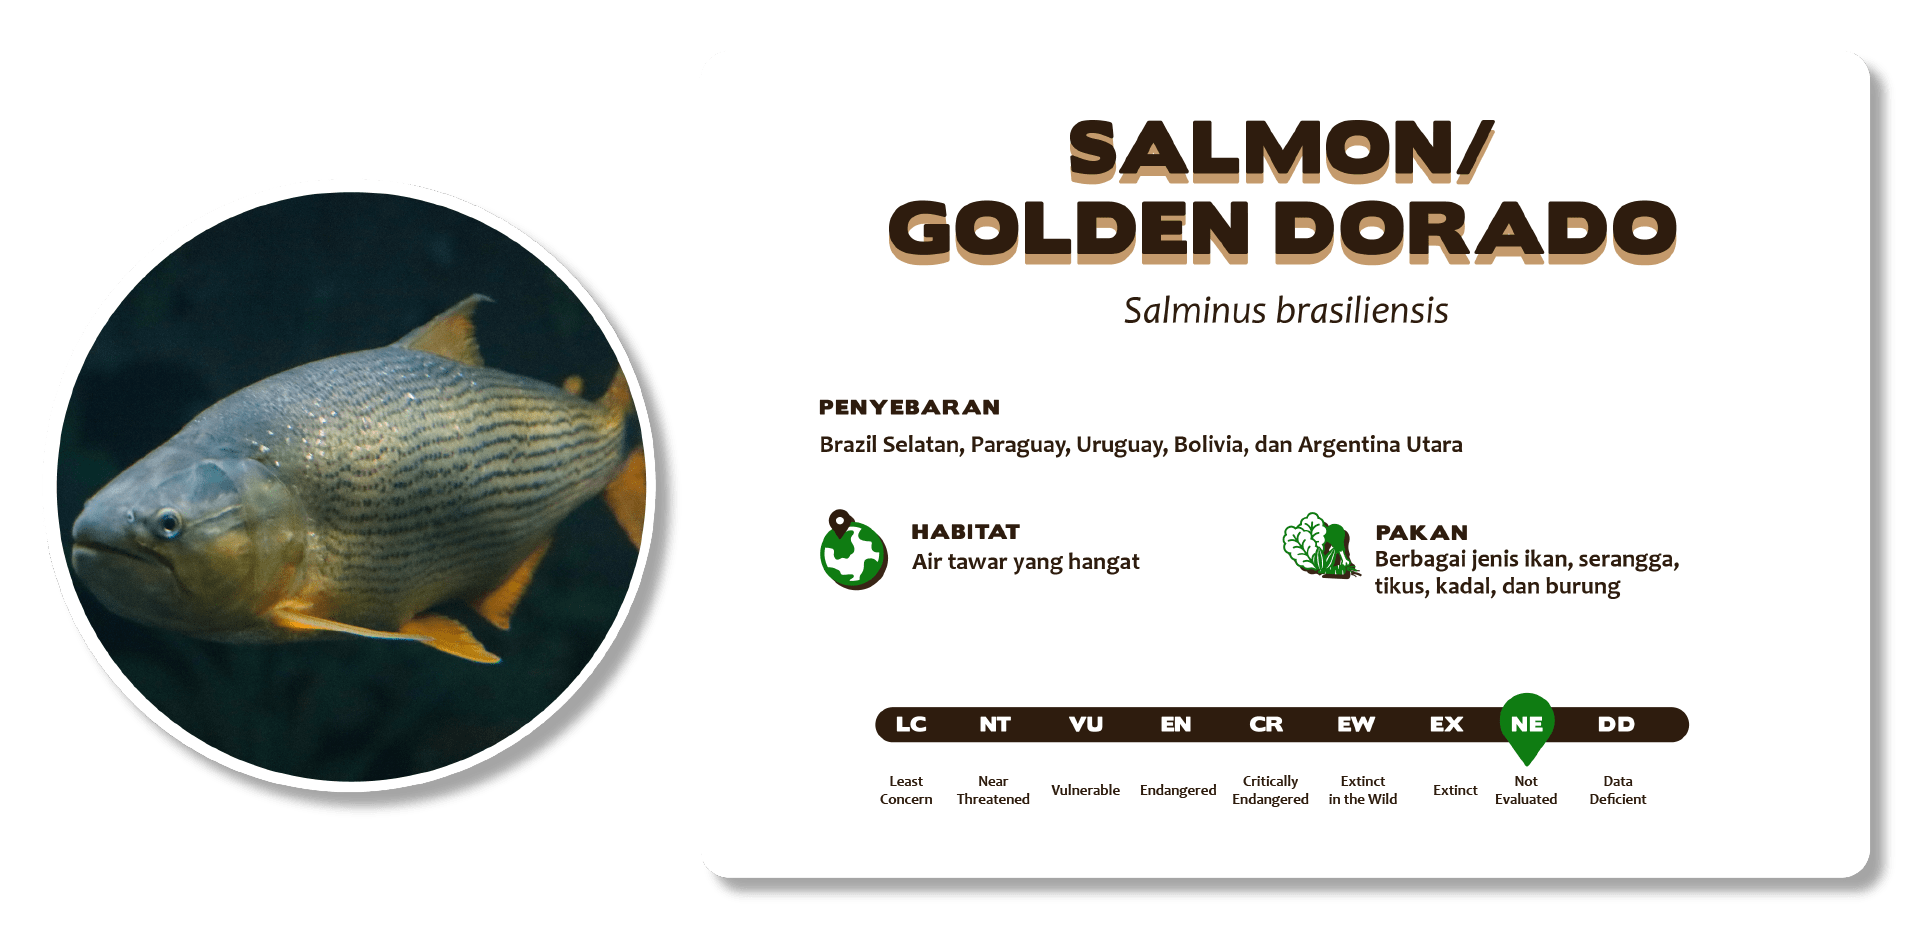 SALMON/
GOLDEN DORADO
Salminus brasiliensis
PENYEBARAN
Brazil Selatan, Paraguay, Uruguay, Bolivia, dan Argentina Utara
HABITAT
Air tawar yang hangat
PAKAN
Berbagai jenis ikan, serangga,
tikus, kadal, dan burung
LC NT VU EN CR EW EX NE DD
Least Concern
Near Threatened
Vulnerable
Endangered
Critically Endangered
Extinct in the Wild
Extinct
Not Evaluated
Data Deficient